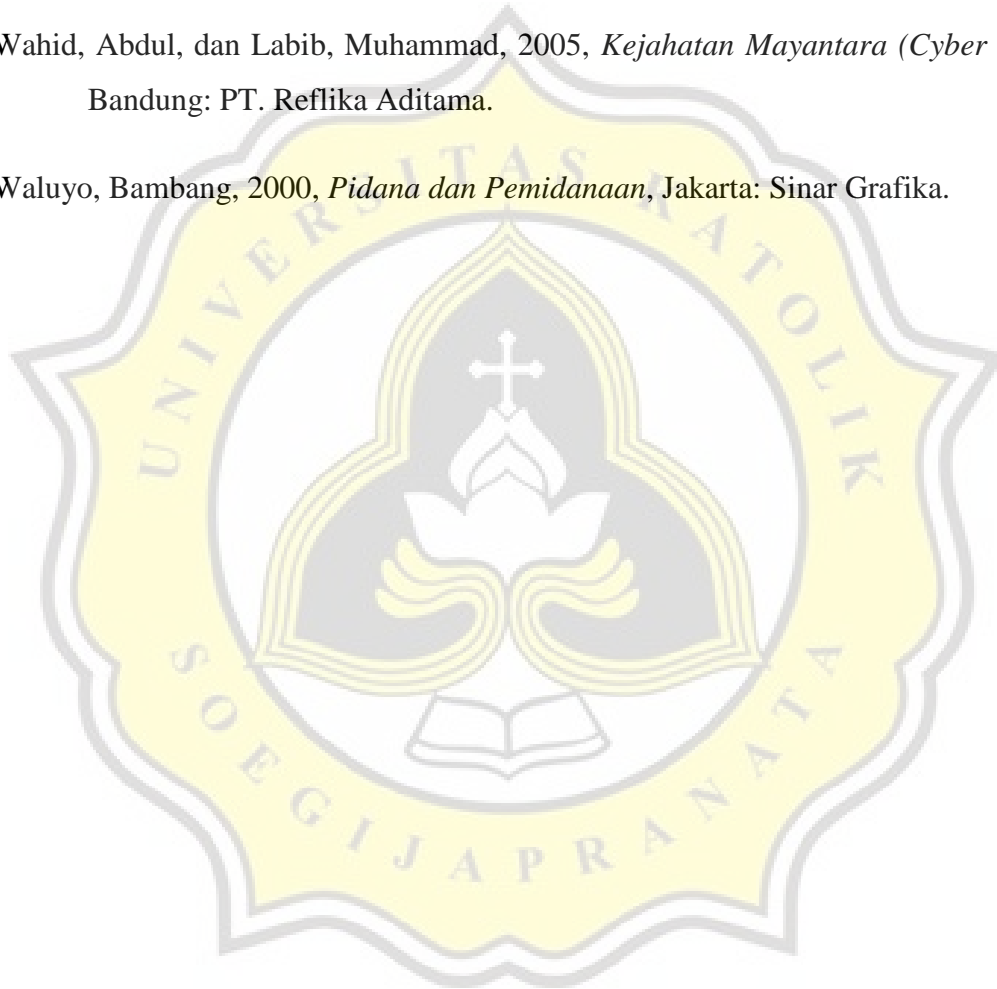 Wahid, Abdul, dan Labib, Muhammad, 2005, Kejahatan Mayantara (Cyber
Bandung: PT. Reflika Aditama.
Waluyo, Bambang, 2000, Pidana dan Pemidanaan, Jakarta: Sinar Grafika.
UNIVERSITAS KATOLIK
SOEGIJAPRANATA